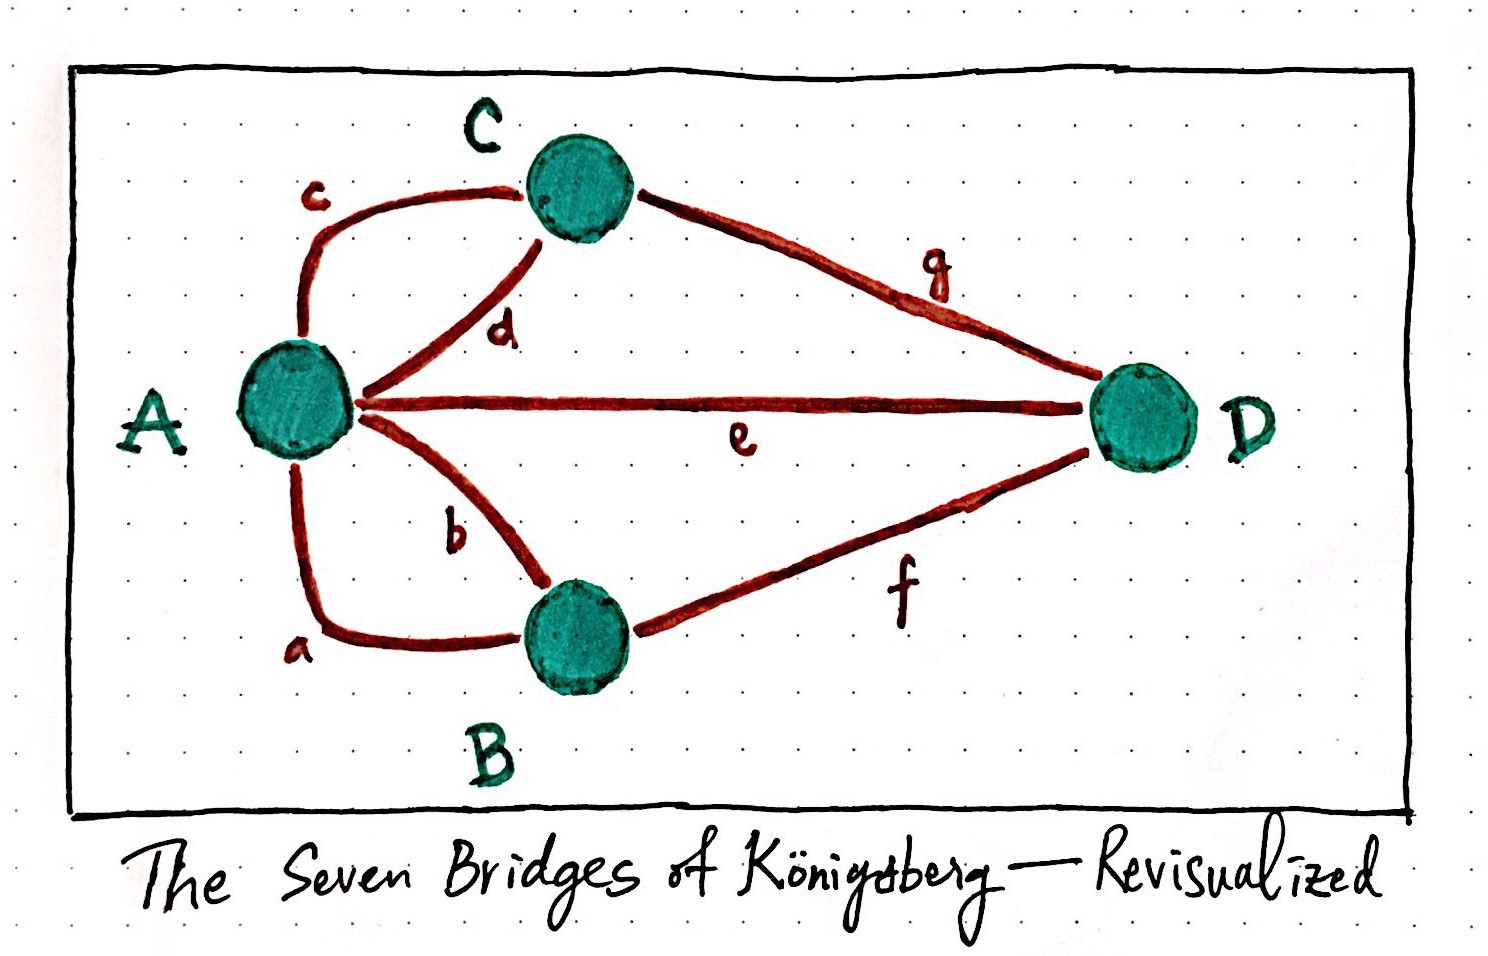 C
c
g
d
A
D
e
b
f
a
B
The Seven Bridges of Königsberg — Revisualized